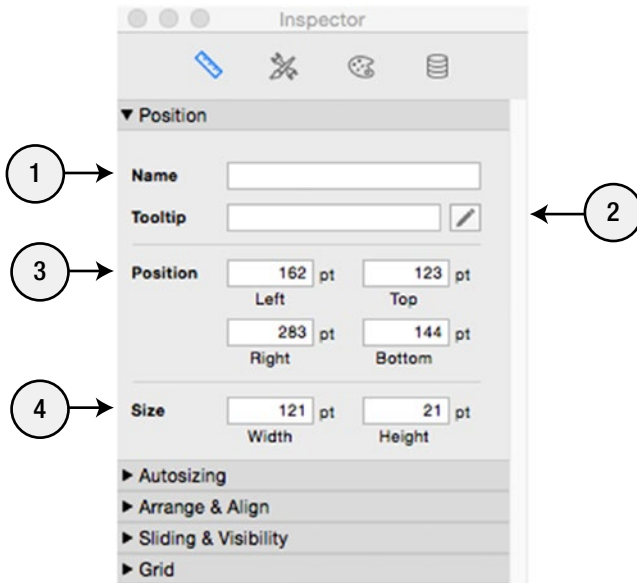 Inspector
Position
1
Name
Tooltip
2
3
Position 162 pt 123 pt
Left Top
283 pt 144 pt
Right Bottom
4
Size 121 pt 21 pt
Width Height
Autosizing
Arrange & Align
Sliding & Visibility
Grid